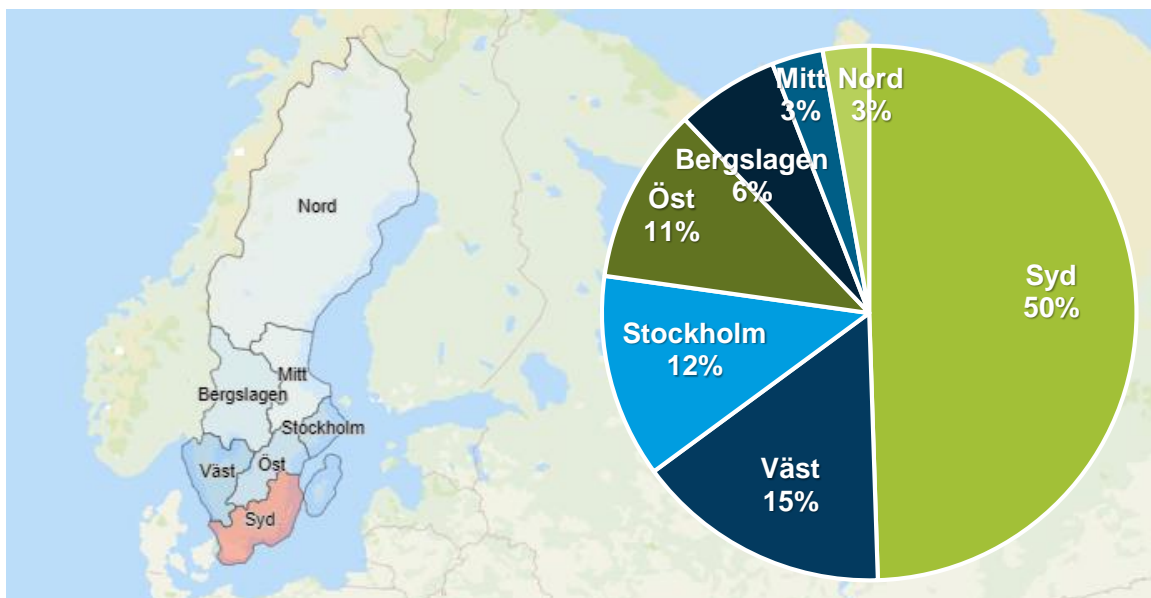 Nord
Mitt
Bergslagen
Stockholm
Öst
Väst
Syd
Mitt
3%
Nord
3%
Bergslagen
6%
Öst
11%
Syd
50%
Stockholm
12%
Väst
15%